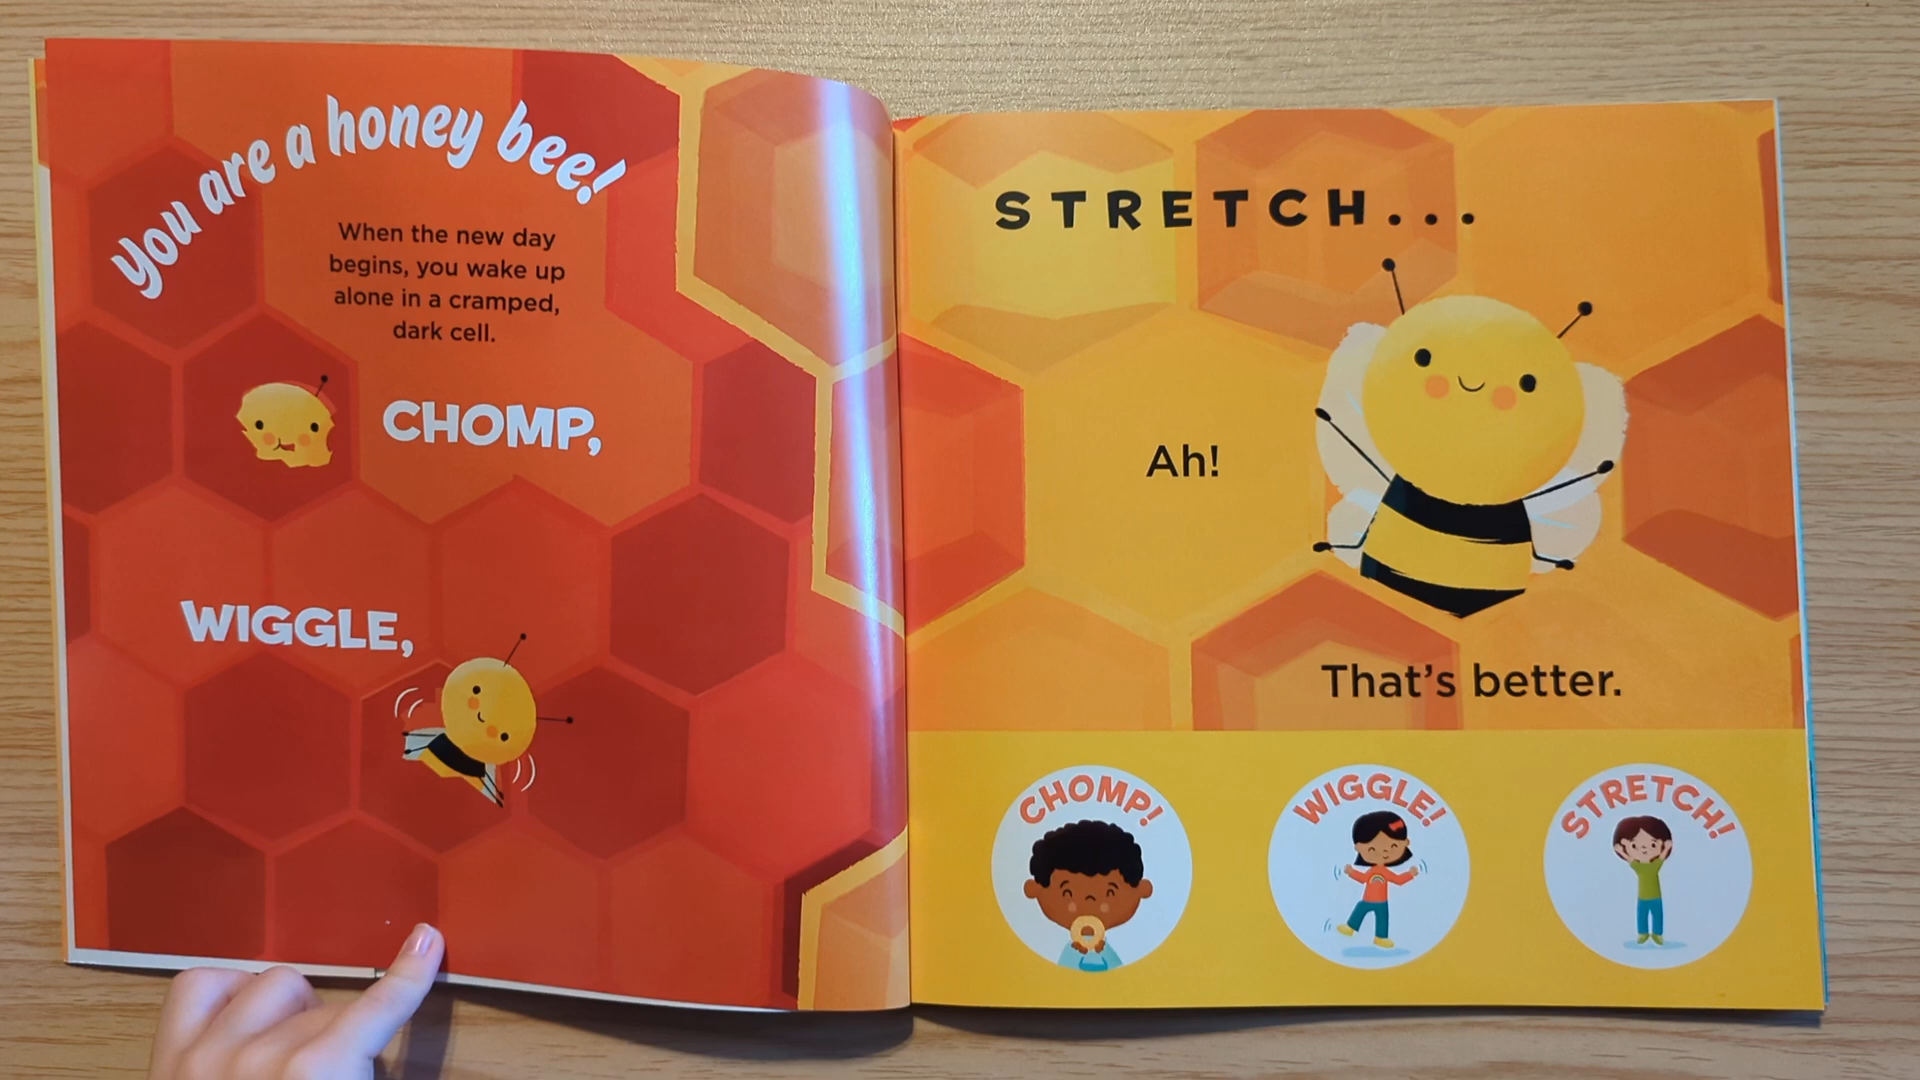 You are a honey bee!
When the new day
begins, you wake up
alone in a cramped,
dark cell.
CHOMP,
WIGGLE,
STRETCH...
Ah!
That's better.
CHOMP!
WIGGLE!
STRETCH!